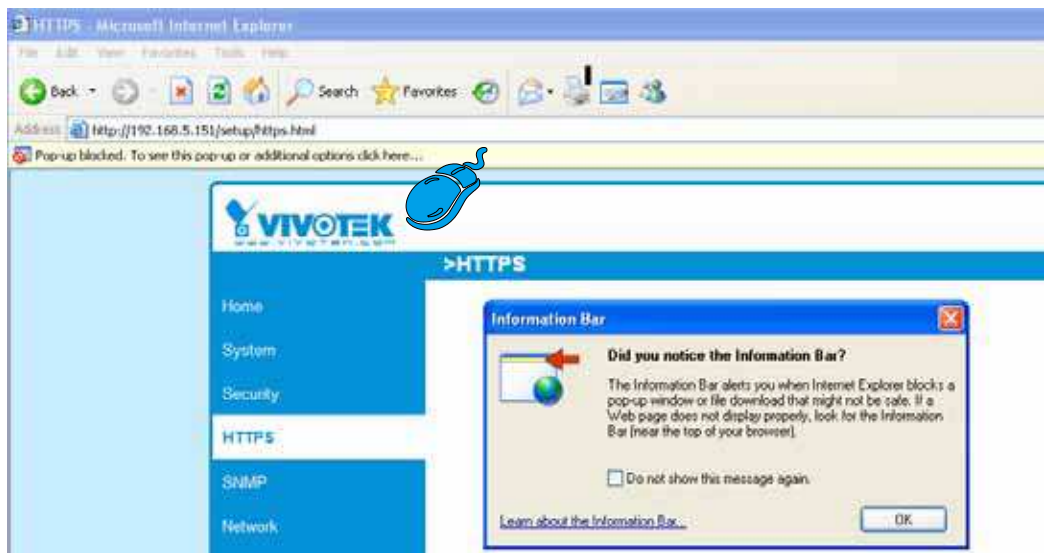 HTTPS - Microsoft Internet Explorer
File Edit View Favorites Tools Help
Back Search Favorites
Address http://192.168.5.151/setup/https.html
Pop-up blocked. To see this pop-up or additional options click here...
VIVOTEK
www.vivotek.com
>HTTPS
Home
System
Security
HTTPS
SNMP
Network
Information Bar
Did you notice the Information Bar?
The Information Bar alerts you when Internet Explorer blocks a
pop-up window or file download that might not be safe. If a
Web page does not display properly, look for the Information
Bar (near the top of your browser).
Do not show this message again.
Learn about the Information Bar...
OK